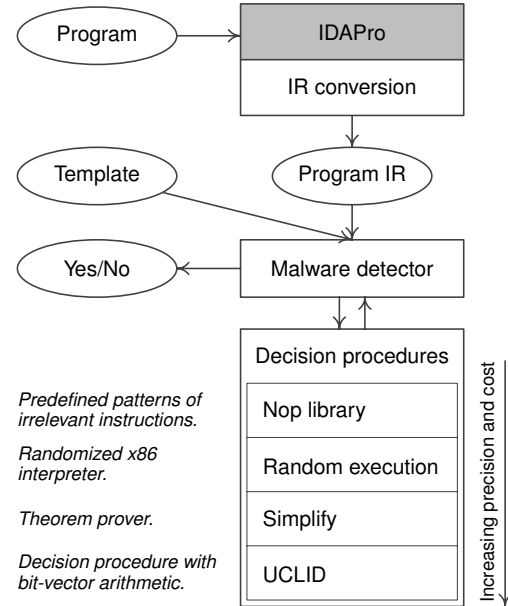 Program
IDAPro
IR conversion
Template
Program IR
Yes/No
Malware detector
Decision procedures
Predefined patterns of
irrelevant instructions.
Nop library
Randomized x86
interpreter.
Random execution
Theorem prover.
Simplify
Decision procedure with
bit-vector arithmetic.
UCLID
Increasing precision and cost